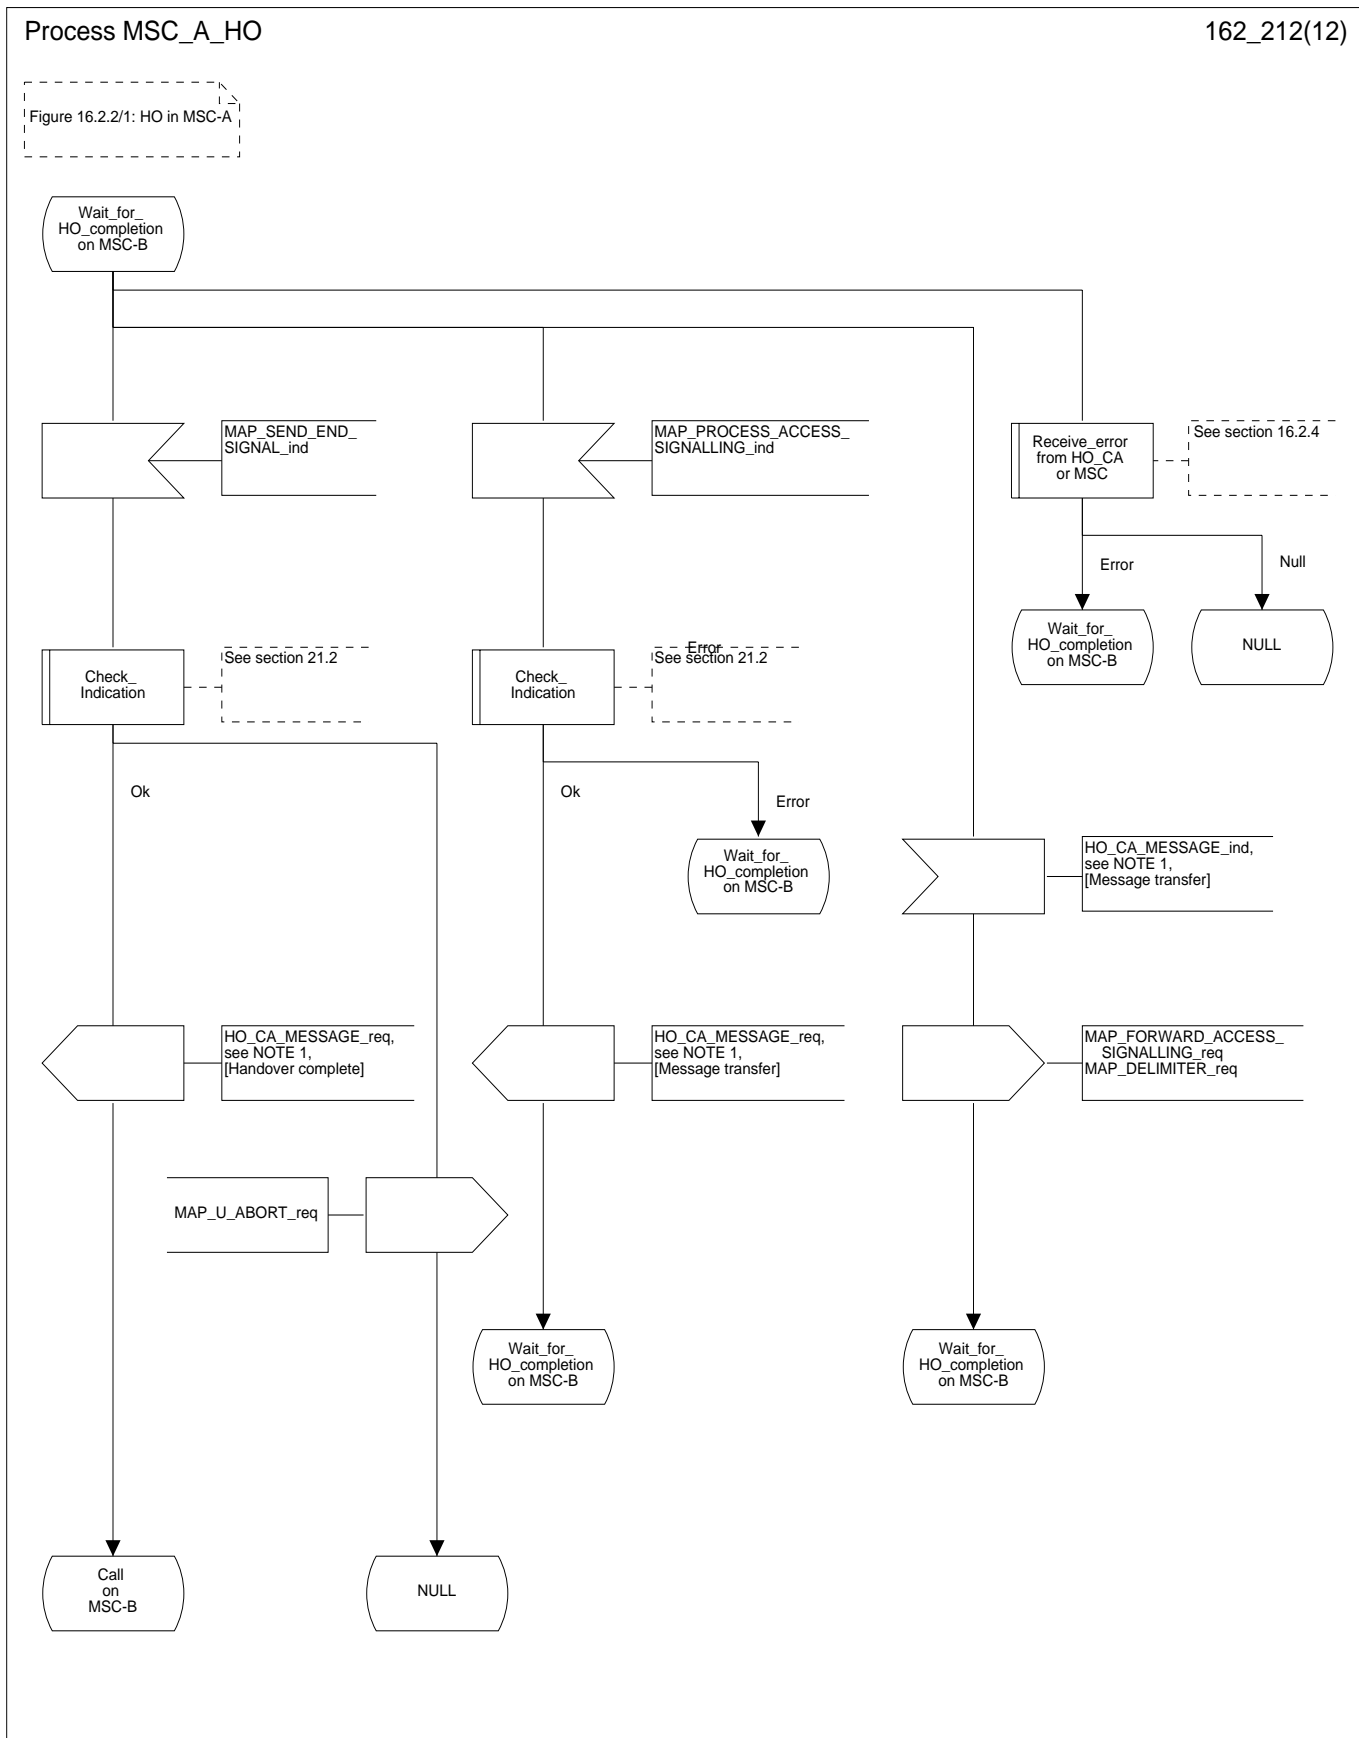 Process MSC_A_HO
162_212(12)
Figure 16.2.2/1: HO in MSC-A
Wait_for_
HO_completion
on MSC-B
MAP_SEND_END_
SIGNAL_ind
MAP_PROCESS_ACCESS_
SIGNALLING_ind
Receive_error
from HO_CA
or MSC
See section 16.2.4
Error
Null
Wait_for_
HO_completion
on MSC-B
NULL
Check_
Indication
See section 21.2
Check_
Indication
Error
See section 21.2
Ok
Ok
Error
Wait_for_
HO_completion
on MSC-B
HO_CA_MESSAGE_ind,
see NOTE 1,
[Message transfer]
HO_CA_MESSAGE_req,
see NOTE 1,
[Handover complete]
HO_CA_MESSAGE_req,
see NOTE 1,
[Message transfer]
MAP_FORWARD_ACCESS_
SIGNALLING_req
MAP_DELIMITER_req
MAP_U_ABORT_req
Wait_for_
HO_completion
on MSC-B
Wait_for_
HO_completion
on MSC-B
Call
on
MSC-B
NULL